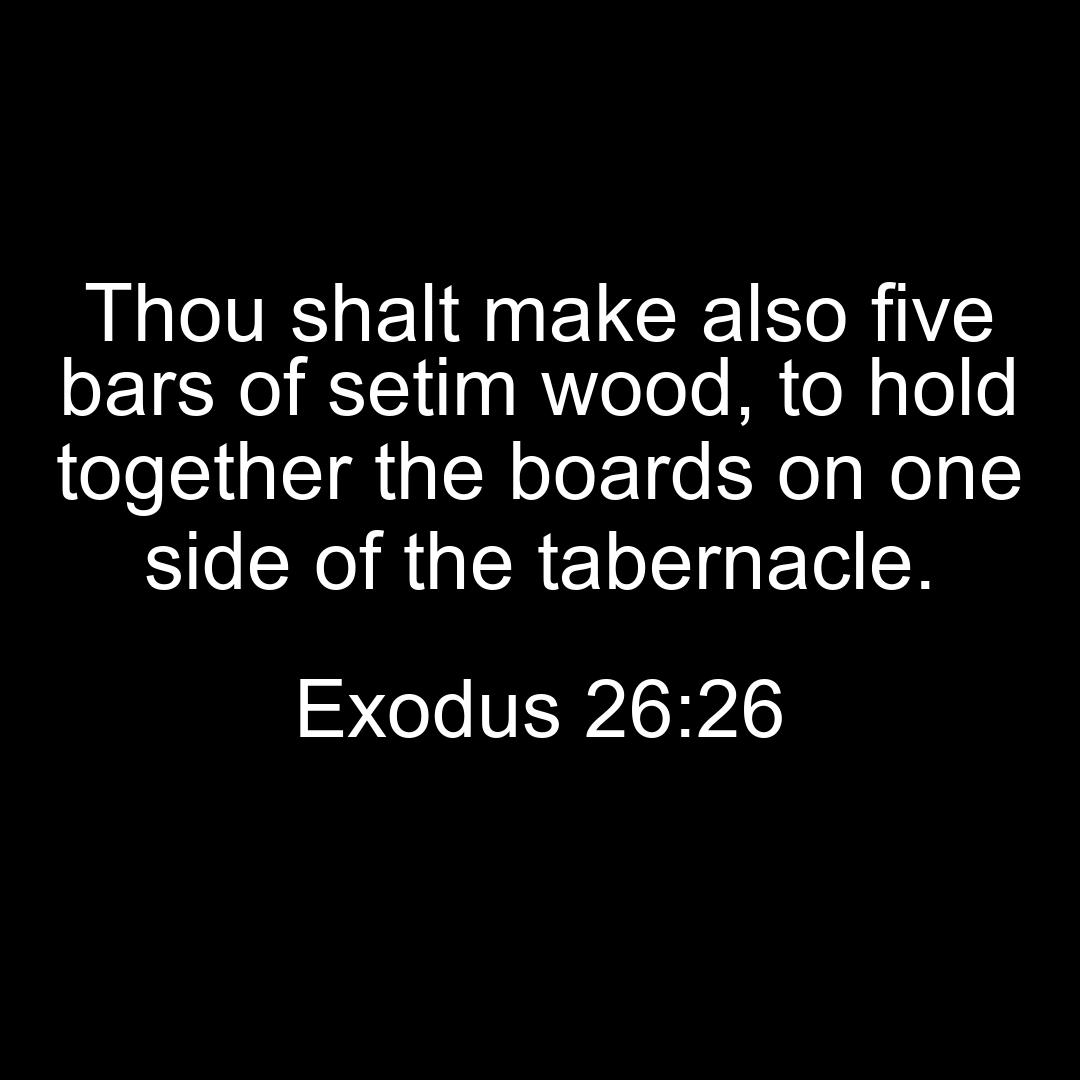 Thou shalt make also five
bars of setim wood, to hold
together the boards on one
side of the tabernacle.
Exodus 26:26